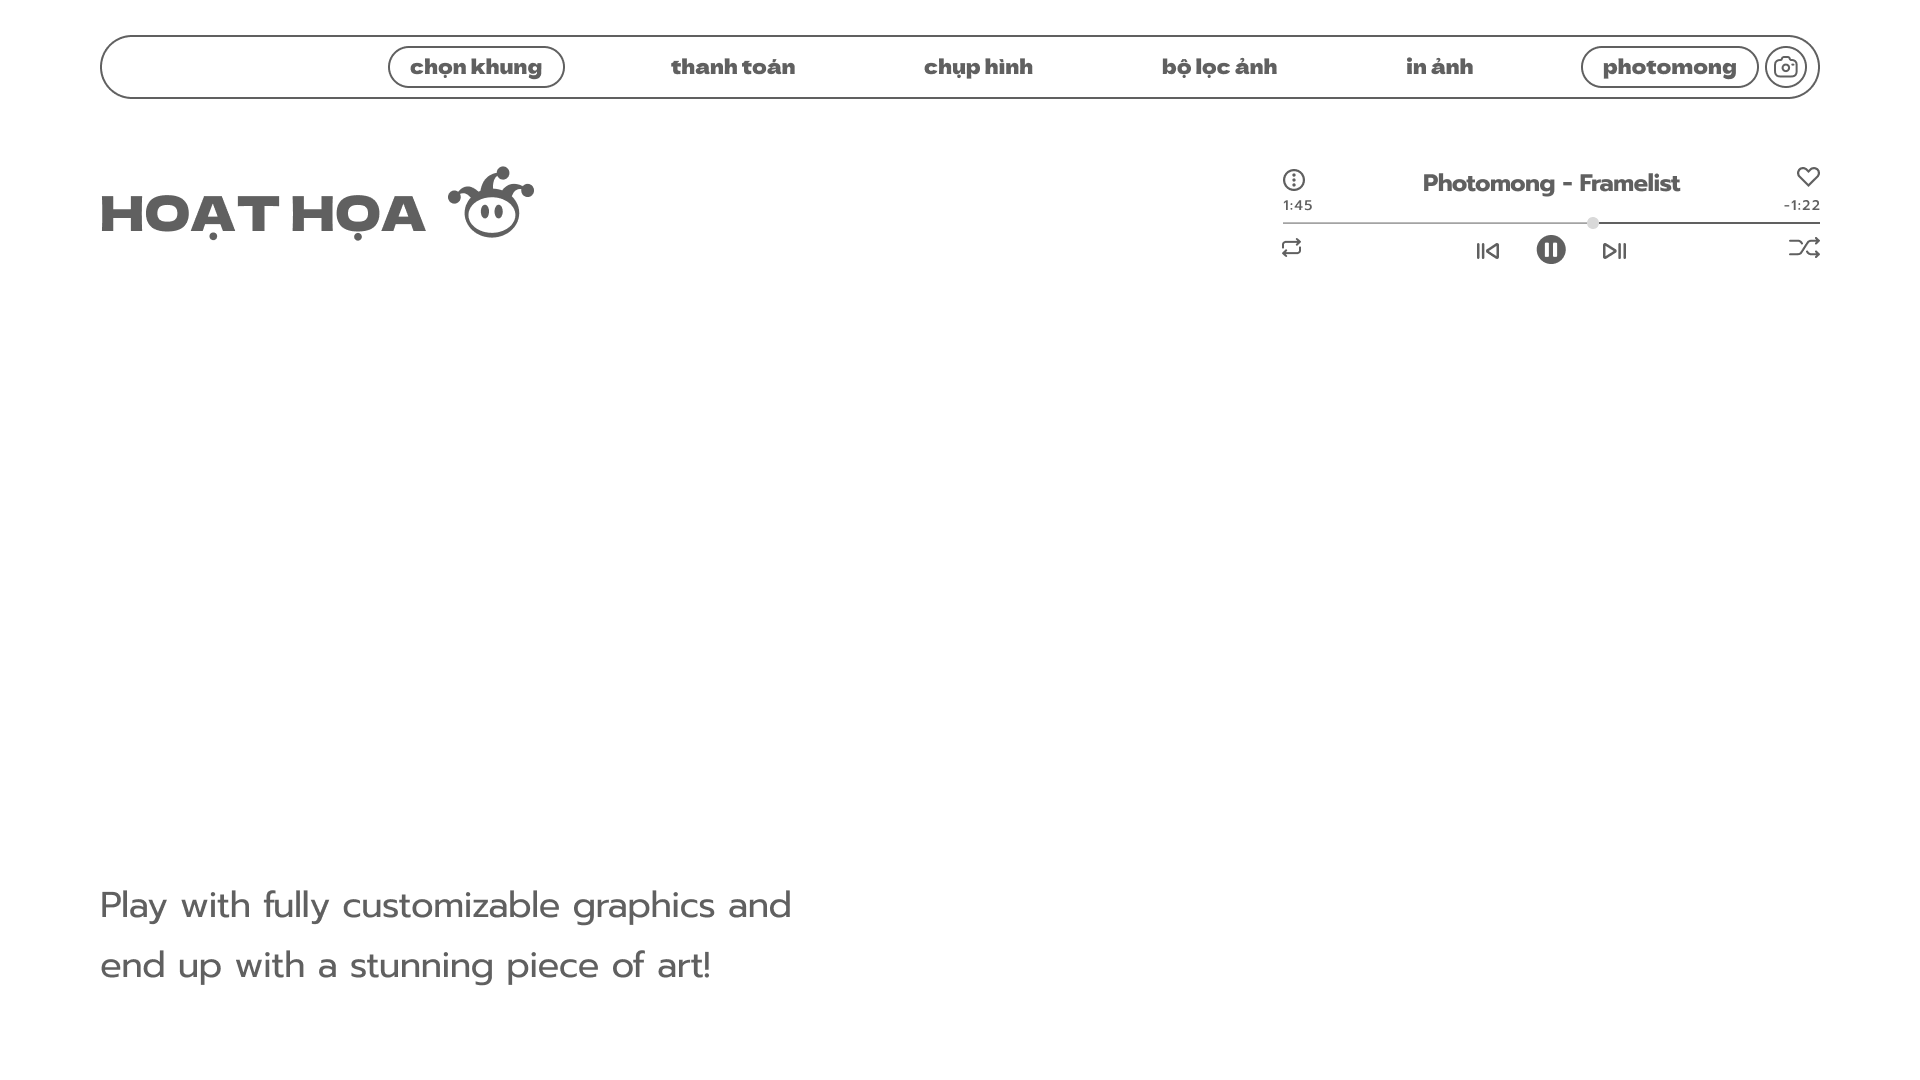 chọn khung
thanh toán
chụp hình
bộ lọc ảnh
in ảnh
photomong
HOẠT HỌA
Photomong - Framelist
1:45
-1:22
Play with fully customizable graphics and
end up with a stunning piece of art!